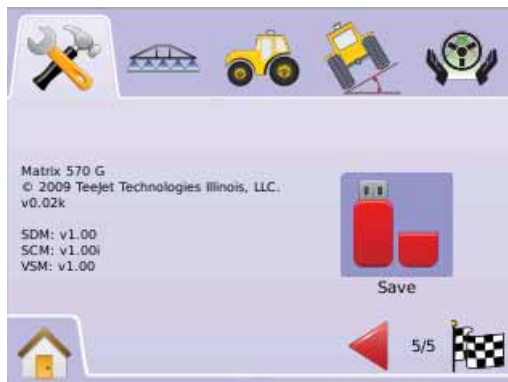 Matrix 570 G
© 2009 TeeJet Technologies Illinois, LLC.
v0.02k
SDM: v1.00
SCM: v1.00i
VSM: v1.00
Save
5/5